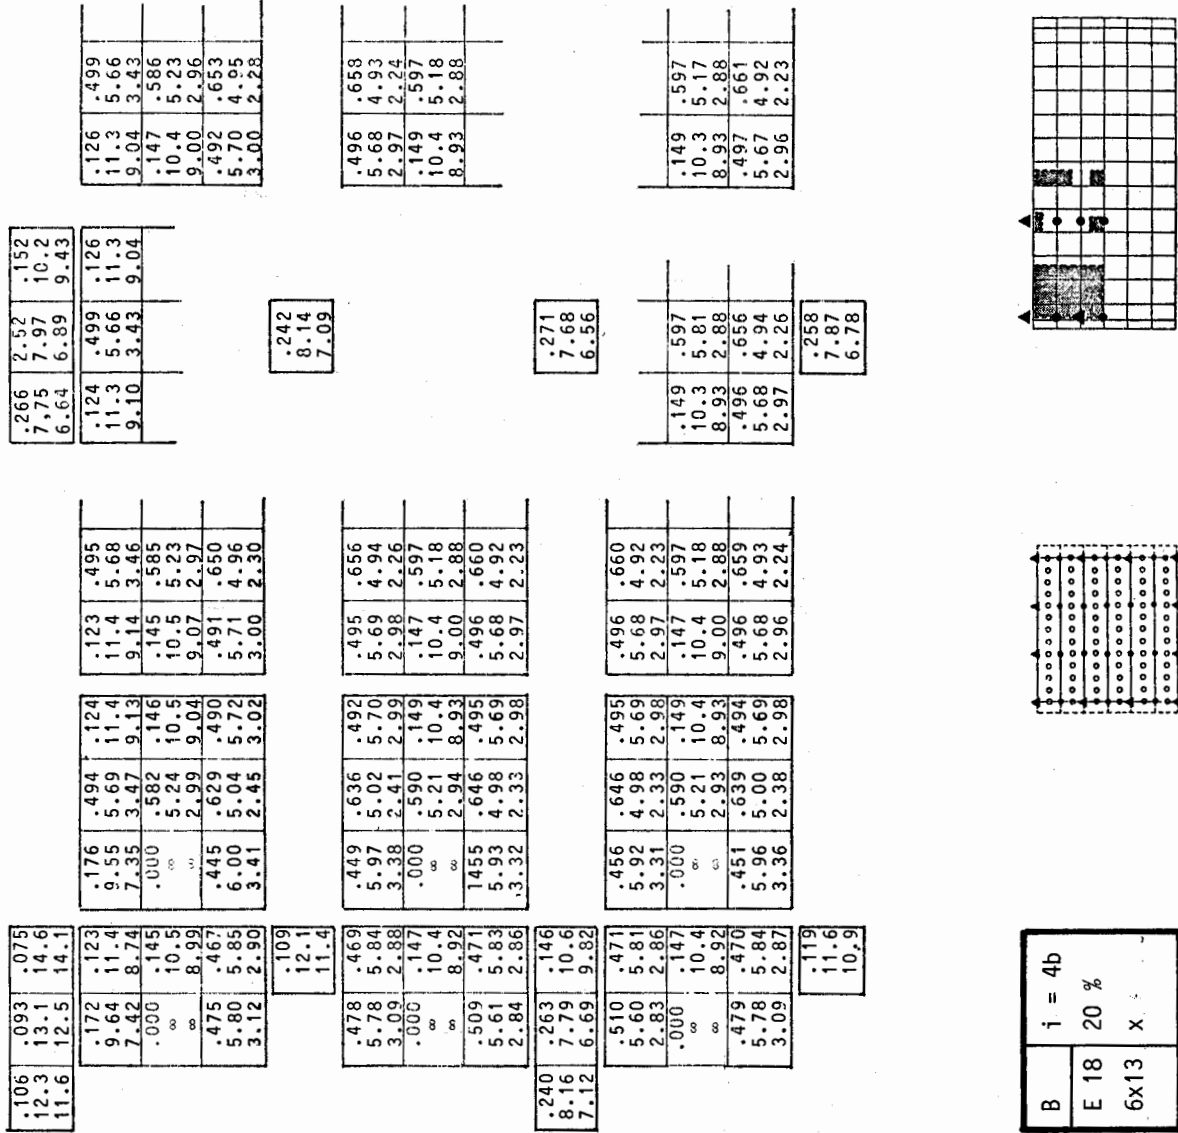 .106 .093 .075 .266 2.52 .152
12.3 13.1 14.6 7,75 7.97 10.2
11.6 12.5 14.1 6.64 6.89 9.43
.172 .123 .176 .494 .124 .123 .495 .124 .499 .126 .126 .499
9.64 11.4 9.55 5.69 11.4 11.4 5.68 11.3 5.66 11.3 11.3 5.66
7.42 8.74 7.35 3.47 9.13 9.14 3.46 9.10 3.43 9.04 9.04 3.43
.000 .145 .000 .582 .146 .145 .585 .147 .586
∞ 10.5 ∞ 5.24 10.5 10.5 5.23 10.4 5.23
∞ 8.99 ∞ 2.99 9.04 9.07 2.97 9.00 2.96
.475 .467 .445 .629 .490 .491 .650 .492 .653
5.80 5.85 6.00 5.04 5.72 5.71 4.96 5.70 4.95
3.12 2.90 3.41 2.45 3.02 3.00 2.30 3.00 2.28
.109 .242
12.1 8.14
11.4 7.09
.478 .469 .449 .636 .492 .495 .656 .496 .658
5.78 5.84 5.97 5.02 5.70 5.69 4.94 5.68 4.93
3.09 2.88 3.38 2.41 2.99 2.98 2.26 2.97 2.24
.000 .147 .000 .590 .149 .147 .597 .149 .597
∞ 10.4 ∞ 5.21 10.4 10.4 5.18 10.4 5.18
∞ 8.92 ∞ 2.94 8.93 9.00 2.88 8.93 2.88
.509 .471 1455 .646 .495 .496 .660
5.61 5.83 5.93 4.98 5.69 5.68 4.92
2.84 2.86 3.32 2.33 2.98 2.97 2.23
.240 .263 .146 .271
8.16 7.79 10.6 7.68
7.12 6.69 9.82 6.56
.510 .471 .456 .646 .495 .496 .660
5.60 5.81 5.92 4.98 5.69 5.68 4.92
2.83 2.86 3.31 2.33 2.98 2.97 2.23
.000 .147 .000 .590 .149 .147 .597 .149 .597 .149 .597
∞ 10.4 ∞ 5.21 10.4 10.4 5.18 10.3 5.81 10.3 5.17
∞ 8.92 ∞ 2.93 8.93 9.00 2.88 8.93 2.88 8.93 2.88
.479 .470 .451 .639 .494 .496 .659 .496 .656 .497 .661
5.78 5.84 5.96 5.00 5.69 5.68 4.93 5.68 4.94 5.67 4.92
3.09 2.87 3.36 2.38 2.98 2.96 2.24 2.97 2.26 2.96 2.23
.119 .258
11.6 7.87
10,9 6.78
B i = 4b
E 18 20 %
6x13 x